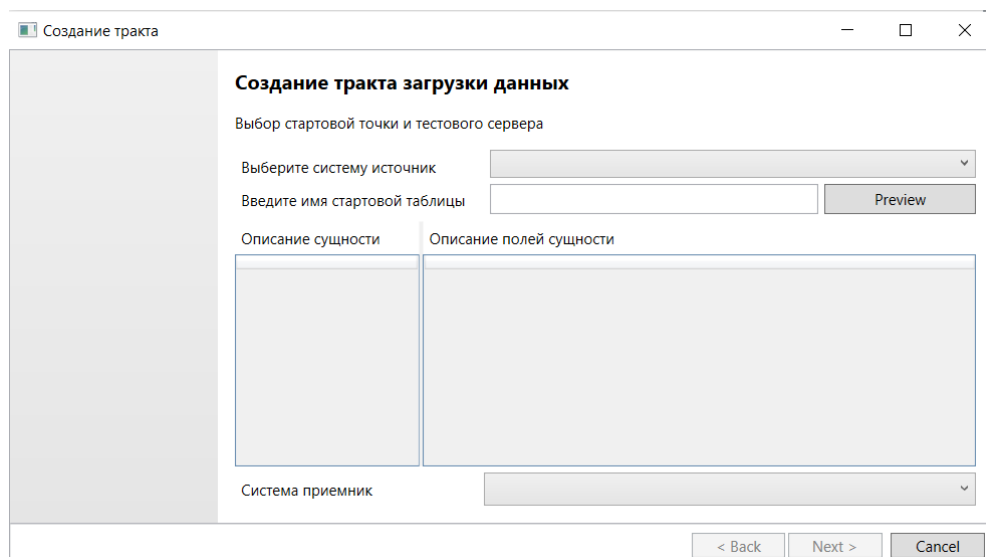 Создание тракта
Создание тракта загрузки данных
Выбор стартовой точки и тестового сервера
Выберите систему источник
Введите имя стартовой таблицы Preview
Описание сущности Описание полей сущности
Система приемник
< Back Next > Cancel